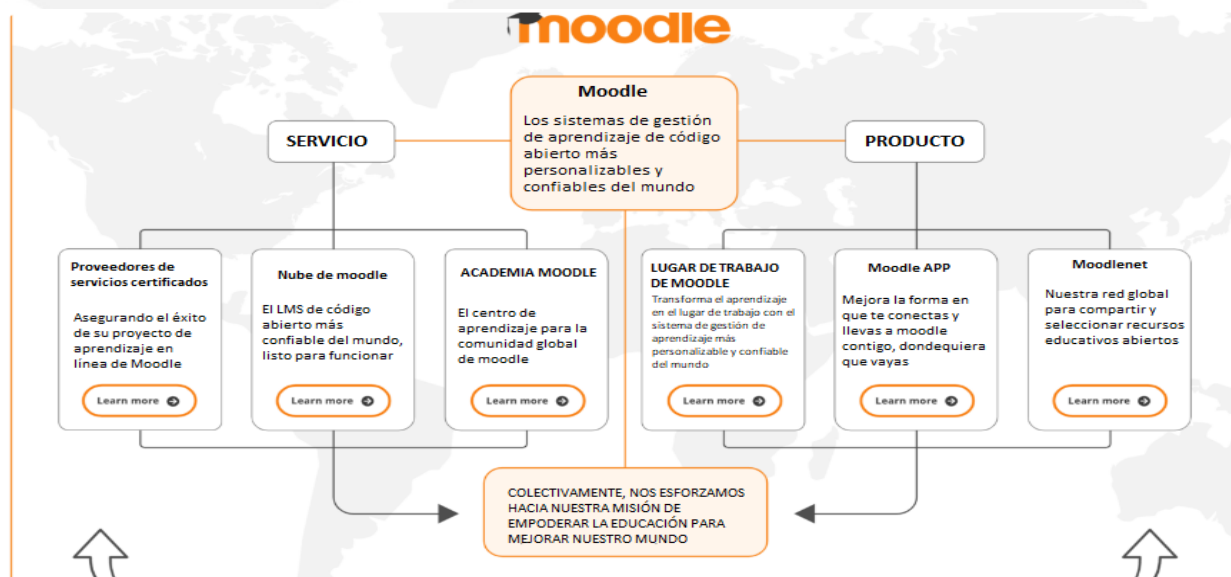 moodle
Moodle
Los sistemas de gestión
de aprendizaje de código
abierto más
personalizables y
confiables del mundo
SERVICIO
PRODUCTO
Proveedores de
servicios certificados
Asegurando el éxito
de su proyecto de
aprendizaje en
línea de Moodle
Learn more
Nube de moodle
El LMS de código
abierto más
confiable del mundo,
listo para funcionar
Learn more
ACADEMIA MOODLE
El centro de
aprendizaje para la
comunidad global
de moodle
Learn more
LUGAR DE TRABAJO
DE MOODLE
Transforma el aprendizaje
en el lugar de trabajo con el
sistema de gestión de
aprendizaje más
personalizable y confiable
del mundo
Learn more
Moodle APP
Mejora la forma en
que te conectas y
llevas a moodle
contigo, dondequiera
que vayas
Learn more
Moodlenet
Nuestra red global
para compartir y
seleccionar recursos
educativos abiertos
Learn more
COLECTIVAMENTE, NOS ESFORZAMOS
HACIA NUESTRA MISIÓN DE
EMPODERAR LA EDUCACIÓN PARA
MEJORAR NUESTRO MUNDO